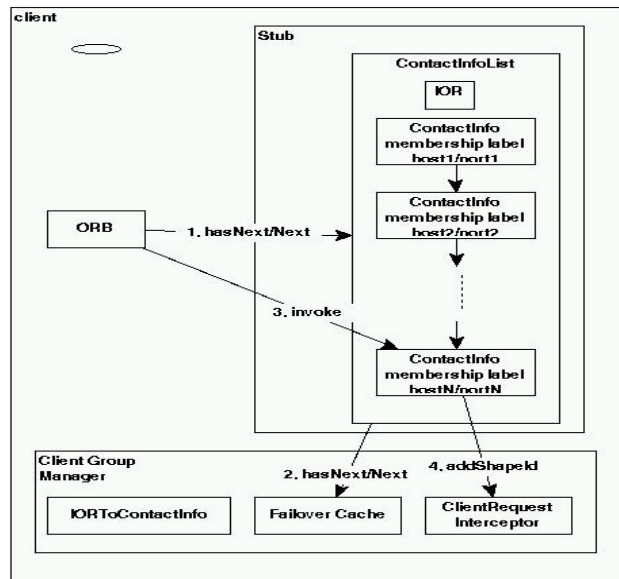 client
Stub
ContactInfoList
IOR
ContactInfo
membership label
host1/port1
ContactInfo
membership label
host2/port2
ORB
1. hasNext/Next
3. invoke
ContactInfo
membership label
hostN/portN
Client Group
Manager
2. hasNext/Next
4. addShapeId
IORToContactInfo
Failover Cache
ClientRequest
Interceptor